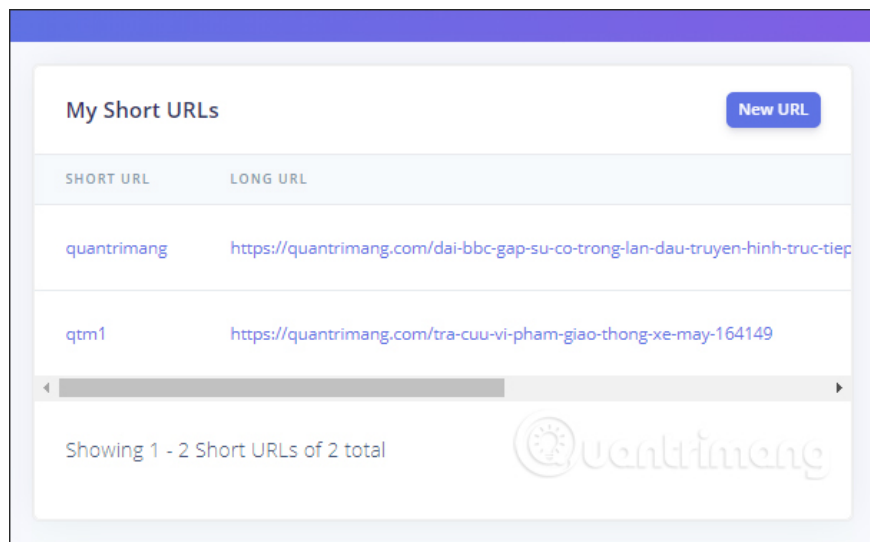 My Short URLs
New URL
SHORT URL LONG URL
quantrimang https://quantrimang.com/dai-bbc-gap-su-co-trong-lan-dau-truyen-hinh-truc-tiep
qtm1 https://quantrimang.com/tra-cuu-vi-pham-giao-thong-xe-may-164149
Showing 1 - 2 Short URLs of 2 total
Quantrimang